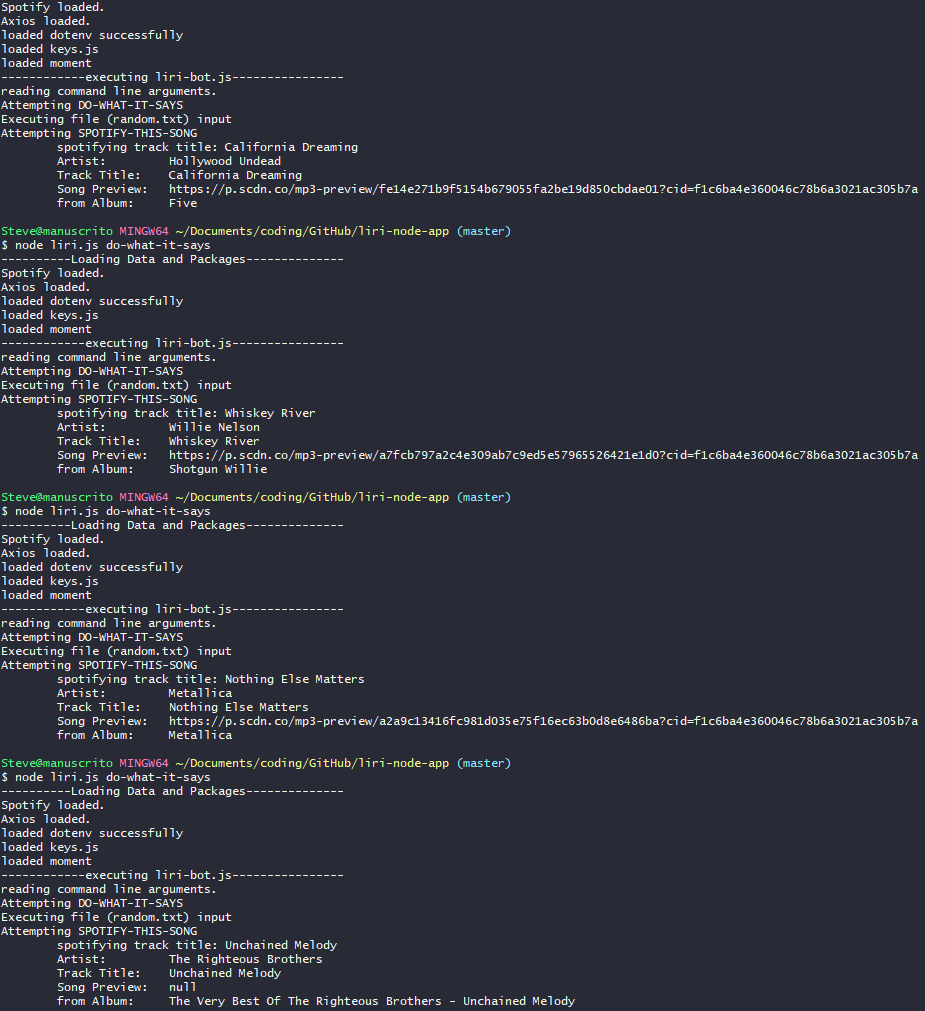 Spotify loaded.
Axios loaded.
loaded dotenv successfully
loaded keys.js
loaded moment
------------executing liri-bot.js----------------
reading command line arguments.
Attempting DO-WHAT-IT-SAYS
Executing file (random.txt) input
Attempting SPOTIFY-THIS-SONG
        spotifying track title: California Dreaming
        Artist:         Hollywood Undead
        Track Title:    California Dreaming
        Song Preview:   https://p.scdn.co/mp3-preview/fe14e271b9f5154b679055fa2be19d850cbdae01?cid=f1c6ba4e360046c78b6a3021ac305b7a
        from Album:     Five

Steve@manuscrito MINGW64 ~/Documents/coding/GitHub/liri-node-app (master)
$ node liri.js do-what-it-says
----------Loading Data and Packages--------------
Spotify loaded.
Axios loaded.
loaded dotenv successfully
loaded keys.js
loaded moment
------------executing liri-bot.js----------------
reading command line arguments.
Attempting DO-WHAT-IT-SAYS
Executing file (random.txt) input
Attempting SPOTIFY-THIS-SONG
        spotifying track title: Whiskey River
        Artist:         Willie Nelson
        Track Title:    Whiskey River
        Song Preview:   https://p.scdn.co/mp3-preview/a7fcb797a2c4e309ab7c9ed5e57965526421e1d0?cid=f1c6ba4e360046c78b6a3021ac305b7a
        from Album:     Shotgun Willie

Steve@manuscrito MINGW64 ~/Documents/coding/GitHub/liri-node-app (master)
$ node liri.js do-what-it-says
----------Loading Data and Packages--------------
Spotify loaded.
Axios loaded.
loaded dotenv successfully
loaded keys.js
loaded moment
------------executing liri-bot.js----------------
reading command line arguments.
Attempting DO-WHAT-IT-SAYS
Executing file (random.txt) input
Attempting SPOTIFY-THIS-SONG
        spotifying track title: Nothing Else Matters
        Artist:         Metallica
        Track Title:    Nothing Else Matters
        Song Preview:   https://p.scdn.co/mp3-preview/a2a9c13416fc981d035e75f16ec63b0d8e6486ba?cid=f1c6ba4e360046c78b6a3021ac305b7a
        from Album:     Metallica

Steve@manuscrito MINGW64 ~/Documents/coding/GitHub/liri-node-app (master)
$ node liri.js do-what-it-says
----------Loading Data and Packages--------------
Spotify loaded.
Axios loaded.
loaded dotenv successfully
loaded keys.js
loaded moment
------------executing liri-bot.js----------------
reading command line arguments.
Attempting DO-WHAT-IT-SAYS
Executing file (random.txt) input
Attempting SPOTIFY-THIS-SONG
        spotifying track title: Unchained Melody
        Artist:         The Righteous Brothers
        Track Title:    Unchained Melody
        Song Preview:   null
        from Album:     The Very Best Of The Righteous Brothers - Unchained Melody